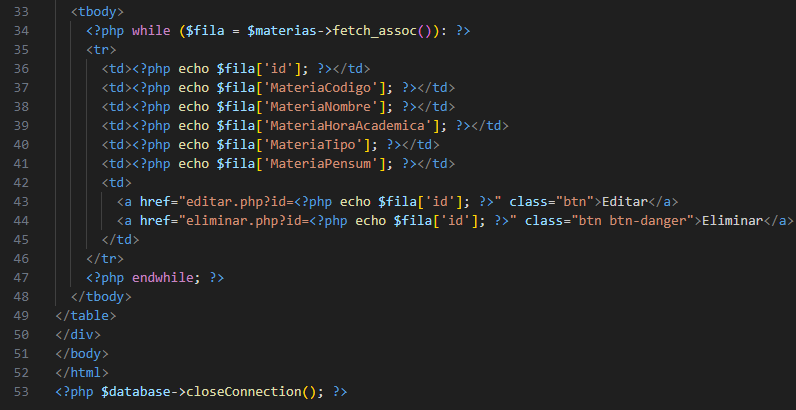 33 <tbody>
34 <?php while ($fila = $materias->fetch_assoc()): ?>
35 <tr>
36 <td><?php echo $fila['id']; ?></td>
37 <td><?php echo $fila['MateriaCodigo']; ?></td>
38 <td><?php echo $fila['MateriaNombre']; ?></td>
39 <td><?php echo $fila['MateriaHoraAcademica']; ?></td>
40 <td><?php echo $fila['MateriaTipo']; ?></td>
41 <td><?php echo $fila['MateriaPensum']; ?></td>
42 <td>
43 <a href="editar.php?id=<?php echo $fila['id']; ?>" class="btn">Editar</a>
44 <a href="eliminar.php?id=<?php echo $fila['id']; ?>" class="btn btn-danger">Eliminar</a>
45 </td>
46 </tr>
47 <?php endwhile; ?>
48 </tbody>
49 </table>
50 </div>
51 </body>
52 </html>
53 <?php $database->closeConnection(); ?>